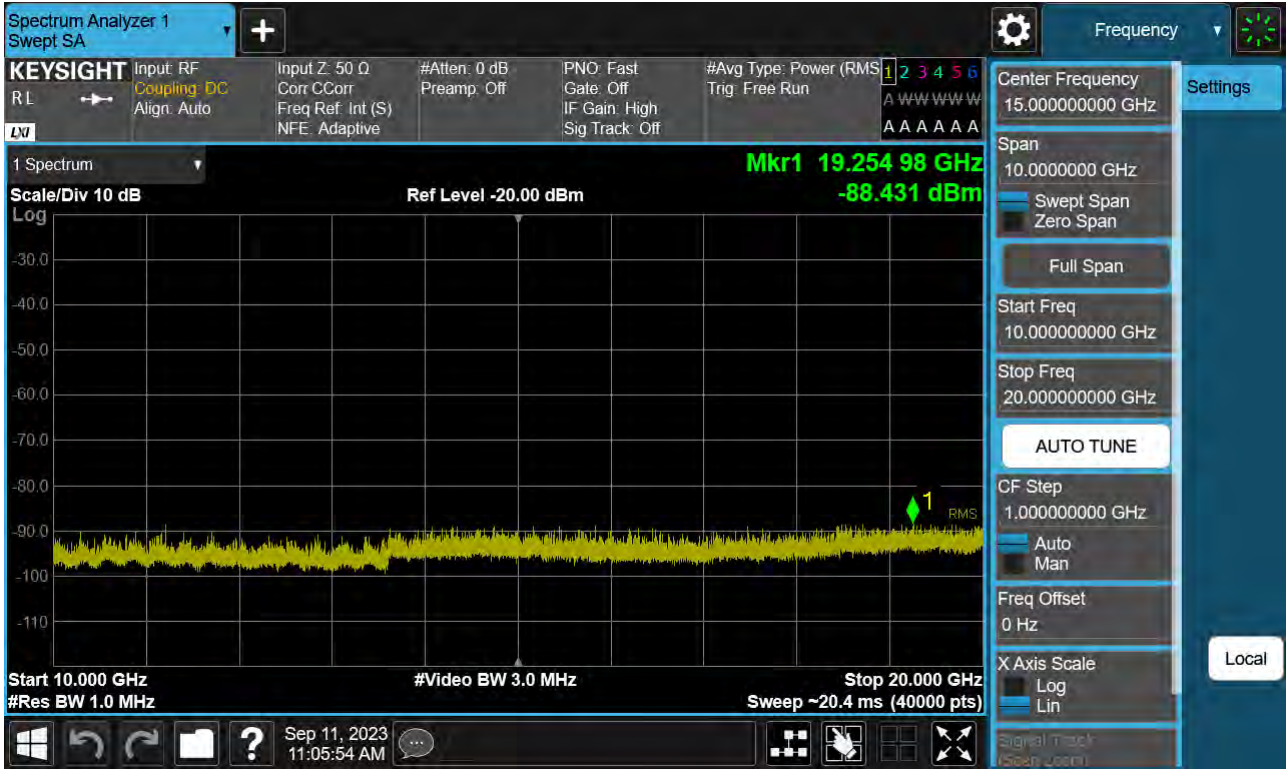 Spectrum Analyzer 1
Swept SA
+
Frequency
KEYSIGHT
RL
LXI
Input: RF
Coupling: DC
Align: Auto
Input Z: 50 Ω
Corr CCorr
Freq Ref: Int (S)
NFE: Adaptive
#Atten: 0 dB
Preamp: Off
PNO: Fast
Gate: Off
IF Gain: High
Sig Track: Off
#Avg Type: Power (RMS
Trig: Free Run
1 2 3 4 5 6
A W W W W W
A A A A A A
1 Spectrum
Scale/Div 10 dB
Ref Level -20.00 dBm
Mkr1 19.254 98 GHz
-88.431 dBm
Log
-30.0
-40.0
-50.0
-60.0
-70.0
-80.0
-90.0
-100
-110
1
RMS
Start 10.000 GHz
#Video BW 3.0 MHz
Stop 20.000 GHz
#Res BW 1.0 MHz
Sweep ~20.4 ms (40000 pts)
Center Frequency
15.000000000 GHz
Settings
Span
10.0000000 GHz
Swept Span
Zero Span
Full Span
Start Freq
10.000000000 GHz
Stop Freq
20.000000000 GHz
AUTO TUNE
CF Step
1.000000000 GHz
Auto
Man
Freq Offset
0 Hz
X Axis Scale
Log
Lin
Local
Signal Track
(Span Zoom)
?
Sep 11, 2023
11:05:54 AM